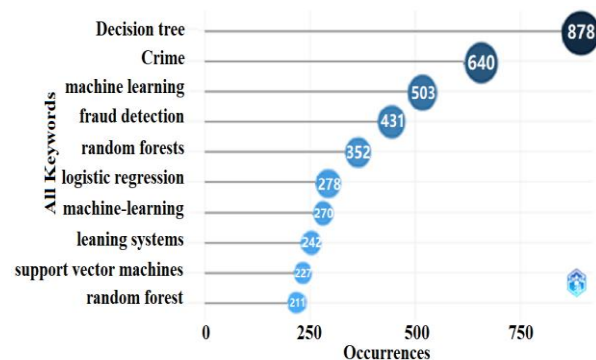 Decision tree 878
Crime 640
machine learning 503
fraud detection 431
random forests 352
logistic regression 278
machine-learning 270
leaning systems 242
support vector machines 227
random forest 211
All Keywords
0 250 500 750
Occurrences